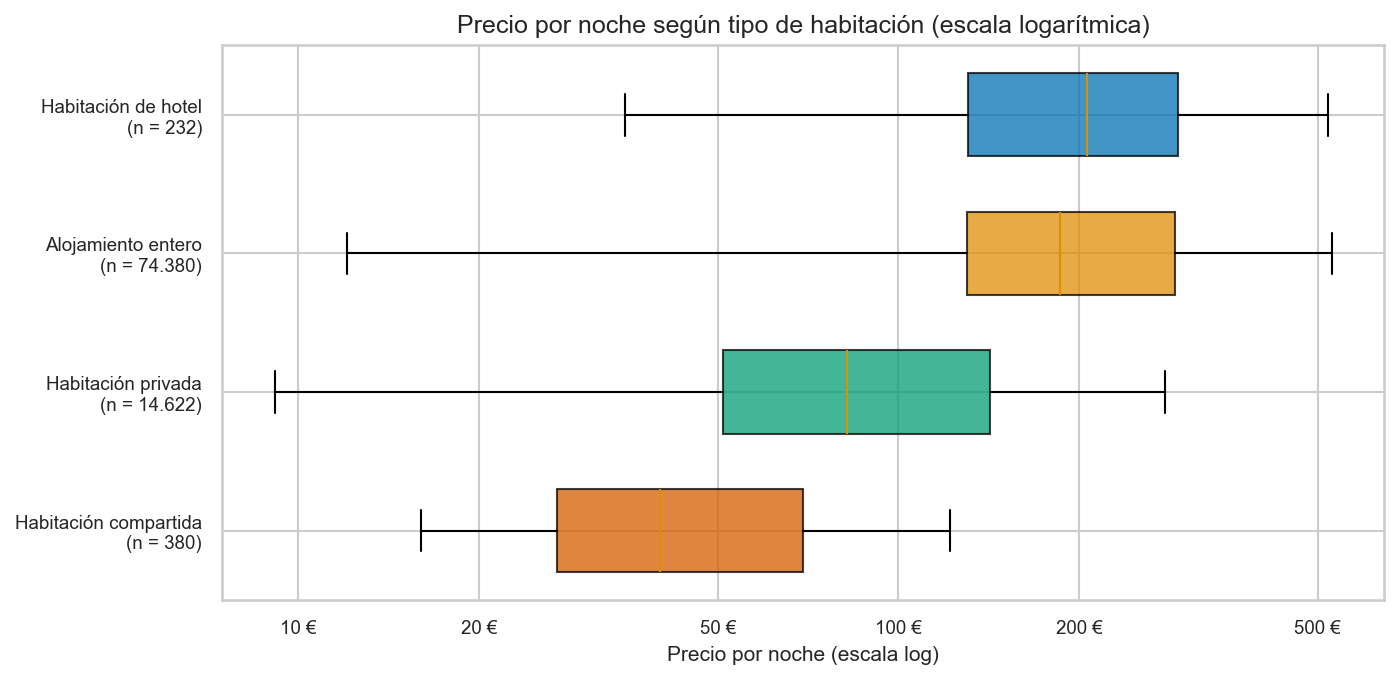 Precio por noche según tipo de habitación (escala logarítmica)
Habitación de hotel
(n = 232)
Alojamiento entero
(n = 74.380)
Habitación privada
(n = 14.622)
Habitación compartida
(n = 380)
10 €
20 €
50 €
100 €
200 €
500 €
Precio por noche (escala log)